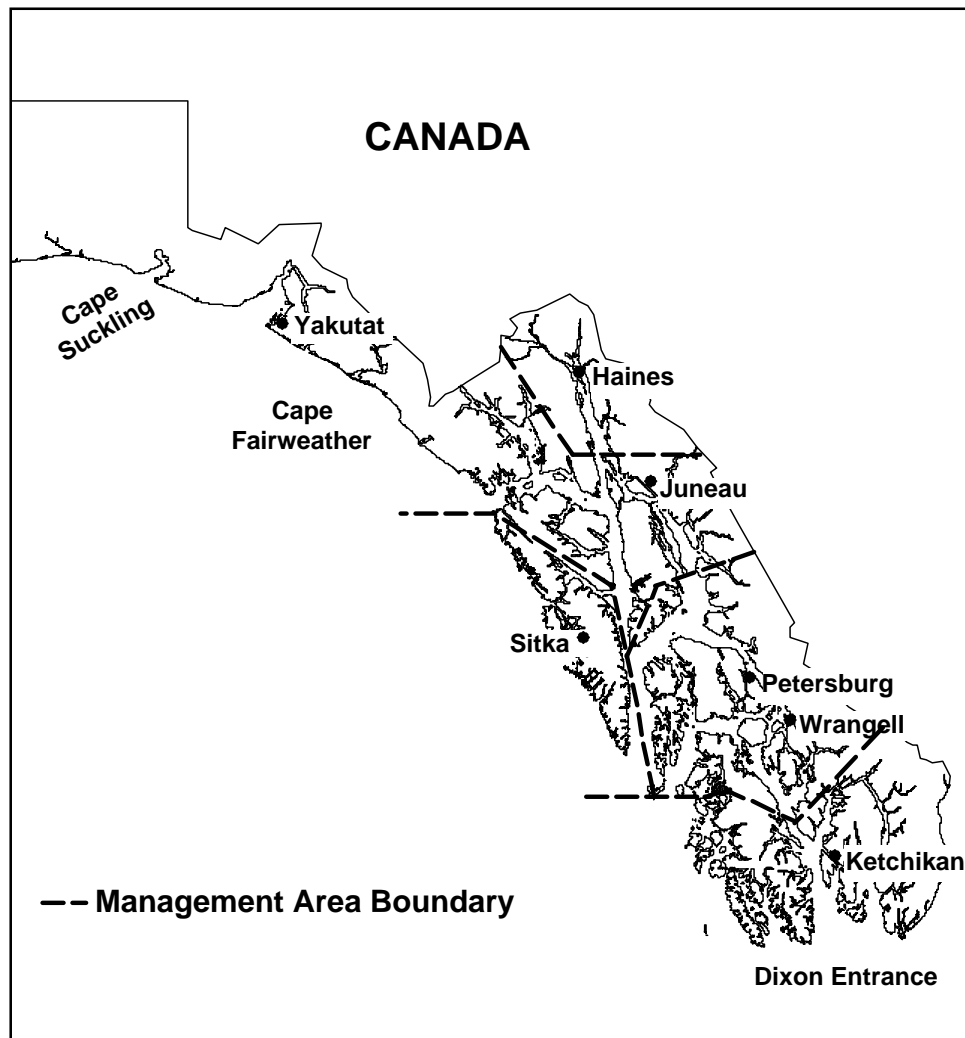 CANADA
Cape
Suckling
Yakutat
Haines
Cape
Fairweather
Juneau
Sitka
Petersburg
Wrangell
Ketchikan
Management Area Boundary
Dixon Entrance